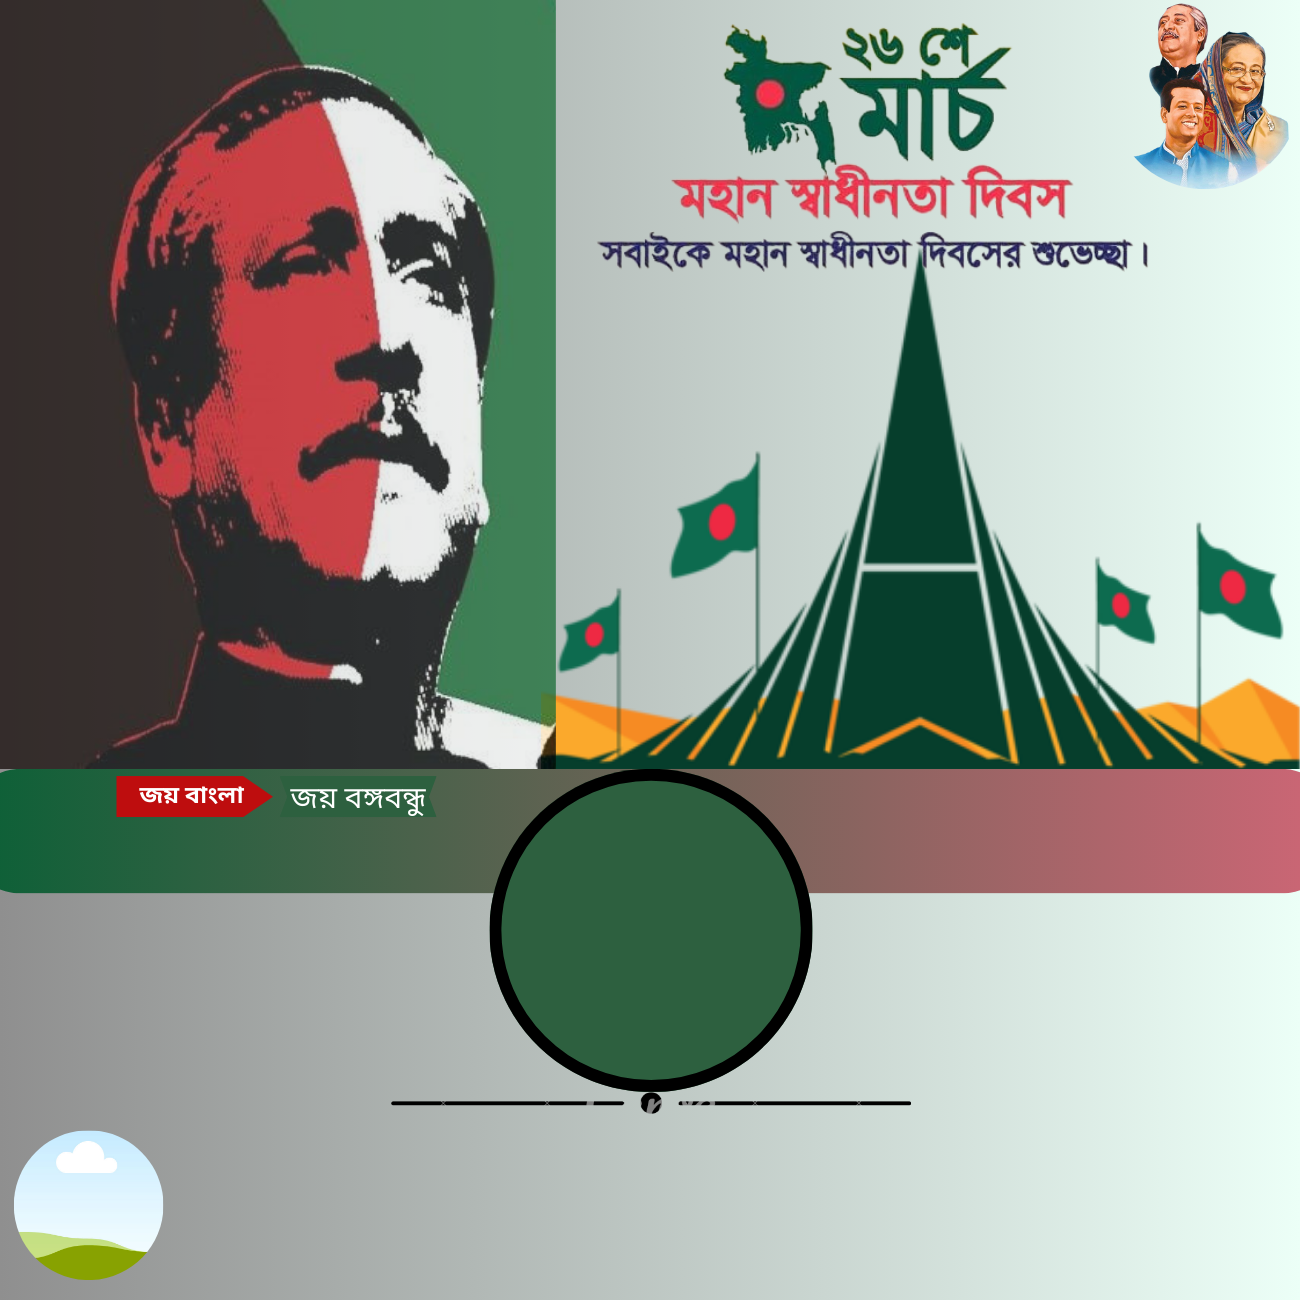 ২৬ শে
মার্চ
মহান স্বাধীনতা দিবস
সবাইকে মহান স্বাধীনতা দিবসের শুভেচ্ছা।
জয় বাংলা
জয় বঙ্গবন্ধু